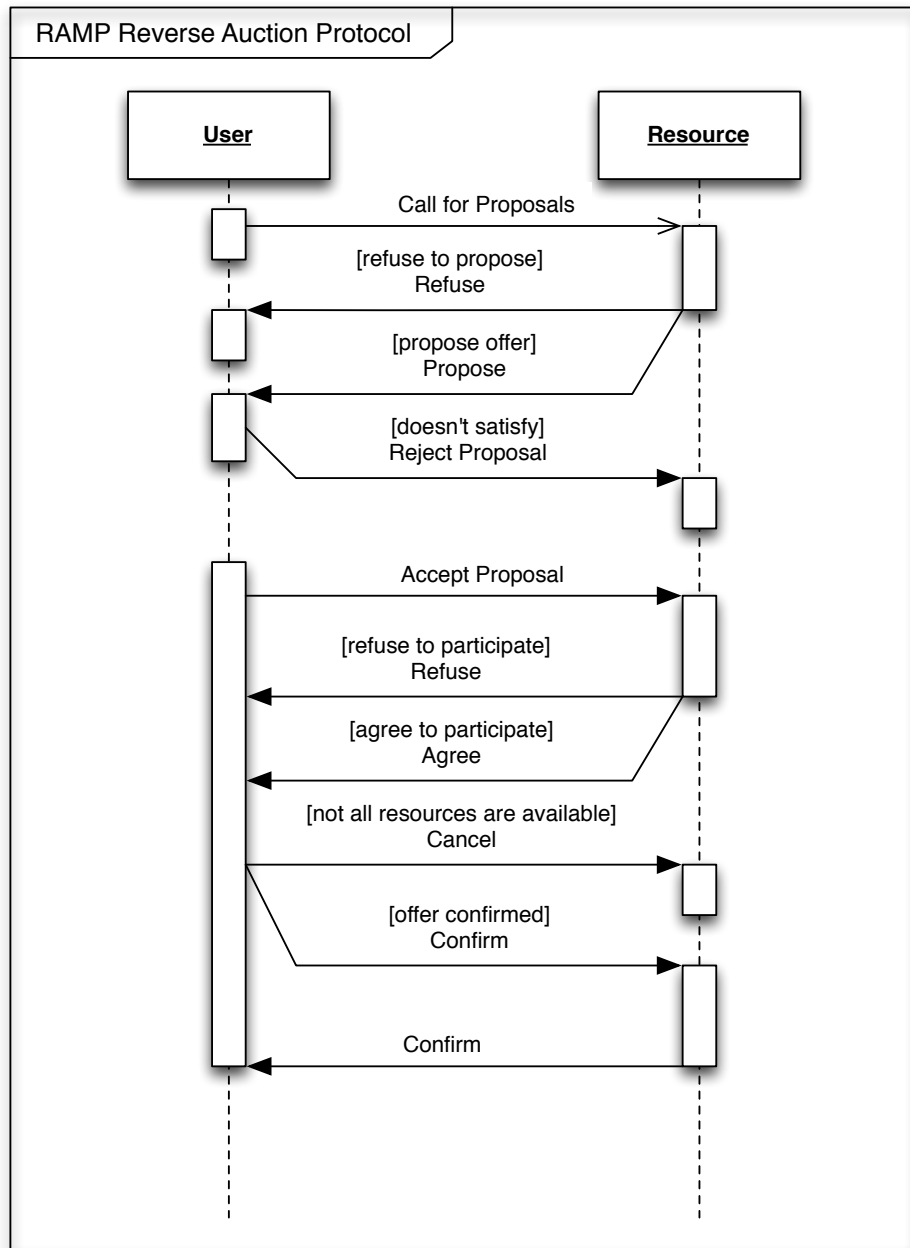 RAMP Reverse Auction Protocol
User
Resource
Call for Proposals
[refuse to propose]
Refuse
[propose offer]
Propose
[doesn't satisfy]
Reject Proposal
Accept Proposal
[refuse to participate]
Refuse
[agree to participate]
Agree
[not all resources are available]
Cancel
[offer confirmed]
Confirm
Confirm